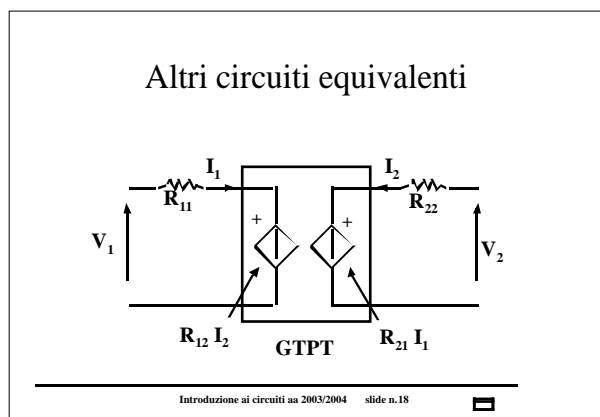 Altri circuiti equivalenti
I₁ I₂
R₁₁ R₂₂
+ +
V₁ V₂
R₁₂ I₂ R₂₁ I₁
GTPT
Introduzione ai circuiti aa 2003/2004 slide n.18